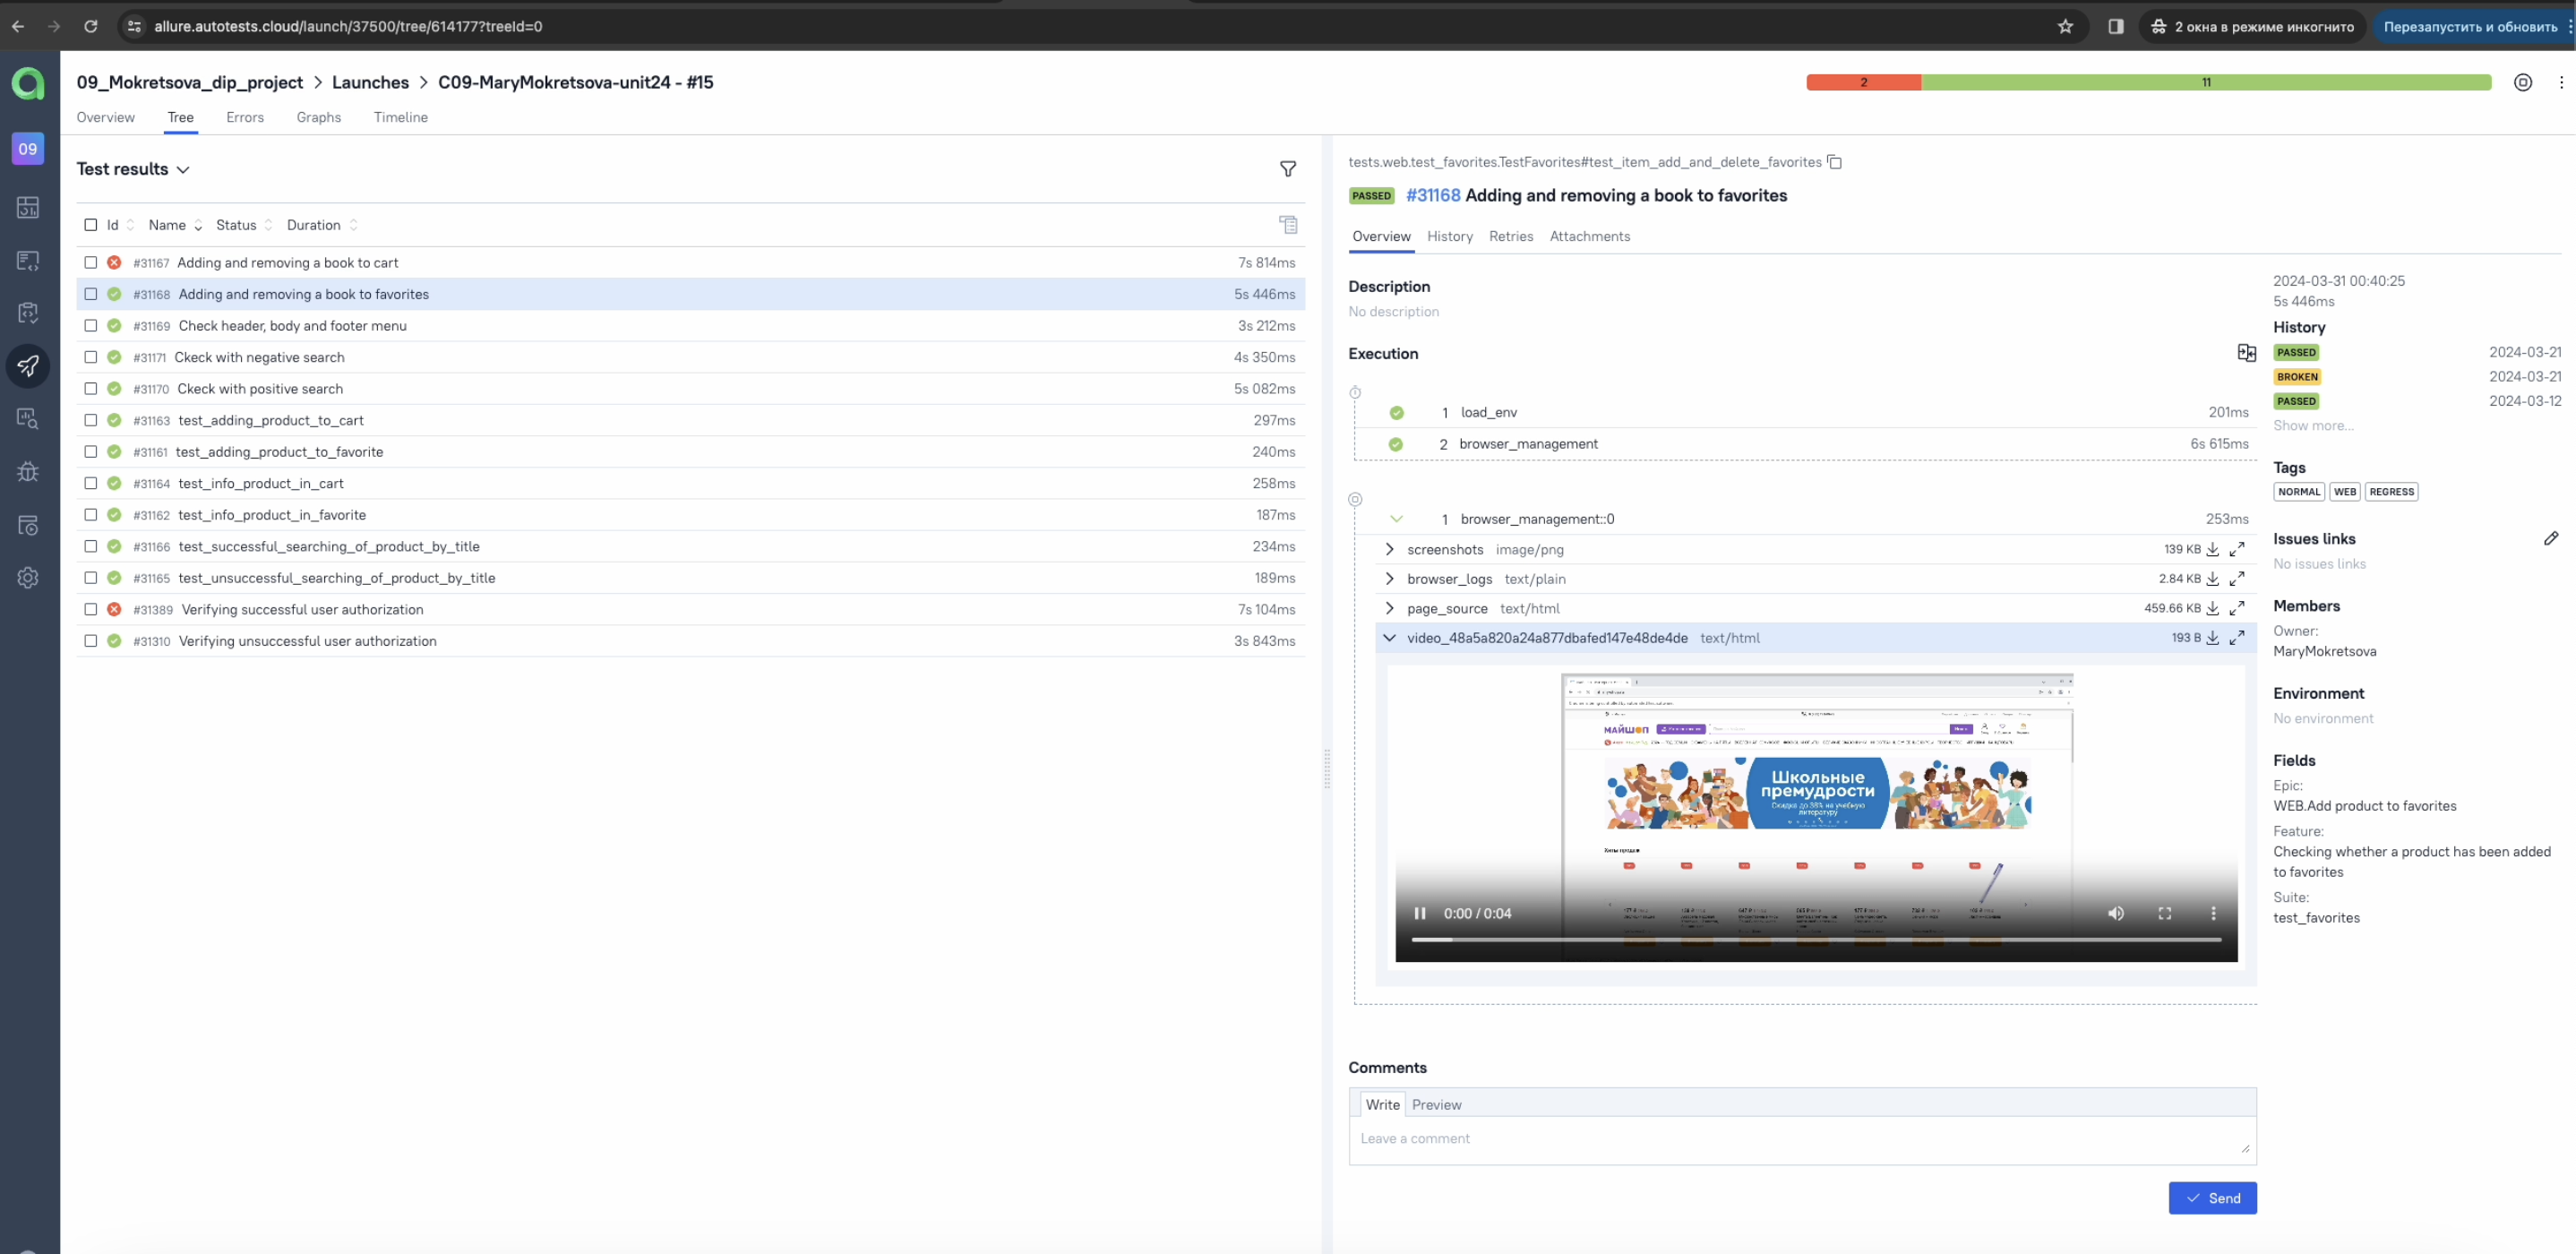 allure.autotests.cloud/launch/37500/tree/614177?treeId=0
2 окна в режиме инкогнито
Перезапустить и обновить
09_Mokretsova_dip_project > Launches > C09-MaryMokretsova-unit24 - #15
2
11
Overview Tree Errors Graphs Timeline
09
Test results
Id Name Status Duration
#31167 Adding and removing a book to cart 7s 814ms
#31168 Adding and removing a book to favorites 5s 446ms
#31169 Check header, body and footer menu 3s 212ms
#31171 Ckeck with negative search 4s 350ms
#31170 Ckeck with positive search 5s 082ms
#31163 test_adding_product_to_cart 297ms
#31161 test_adding_product_to_favorite 240ms
#31164 test_info_product_in_cart 258ms
#31162 test_info_product_in_favorite 187ms
#31166 test_successful_searching_of_product_by_title 234ms
#31165 test_unsuccessful_searching_of_product_by_title 189ms
#31389 Verifying successful user authorization 7s 104ms
#31310 Verifying unsuccessful user authorization 3s 843ms
tests.web.test_favorites.TestFavorites#test_item_add_and_delete_favorites
PASSED #31168 Adding and removing a book to favorites
Overview History Retries Attachments
Description
No description
Execution
1 load_env 201ms
2 browser_management 6s 615ms
1 browser_management::0 253ms
screenshots image/png 139 KB
browser_logs text/plain 2.84 KB
page_source text/html 459.66 KB
video_48a5a820a24a877dbafed147e48de4de text/html 193 B
МАЙШОП
Школьные
премудрости
Скидка до 38% на учебную
литературу
Хиты продаж
0:00 / 0:04
Comments
Write Preview
Leave a comment
Send
2024-03-31 00:40:25
5s 446ms
History
PASSED 2024-03-21
BROKEN 2024-03-21
PASSED 2024-03-12
Show more...
Tags
NORMAL WEB REGRESS
Issues links
No issues links
Members
Owner:
MaryMokretsova
Environment
No environment
Fields
Epic:
WEB.Add product to favorites
Feature:
Checking whether a product has been added
to favorites
Suite:
test_favorites